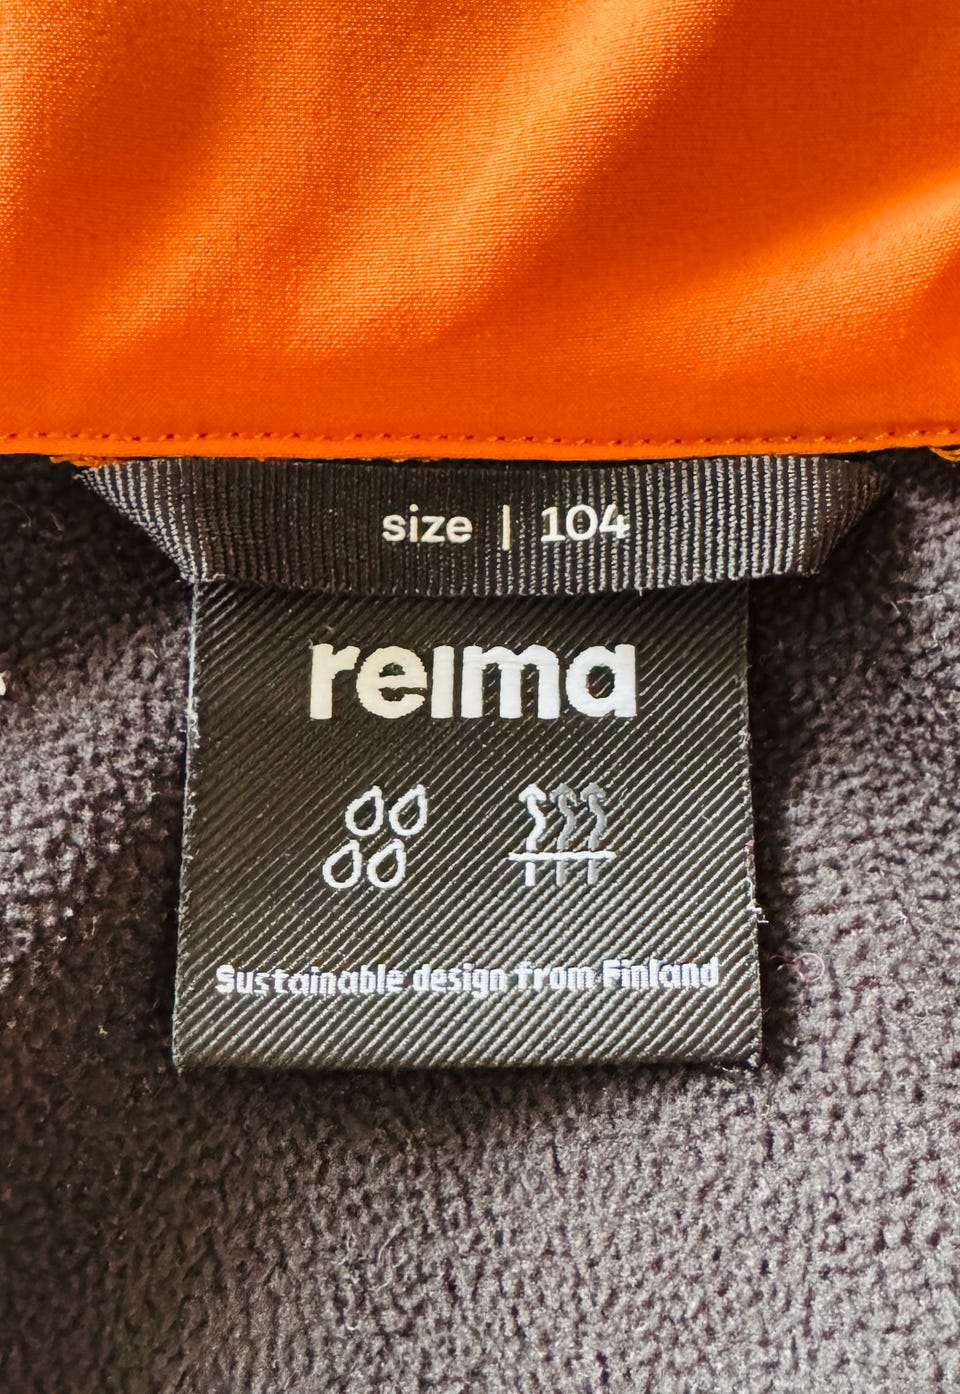 size | 104
reima
Sustainable design from Finland